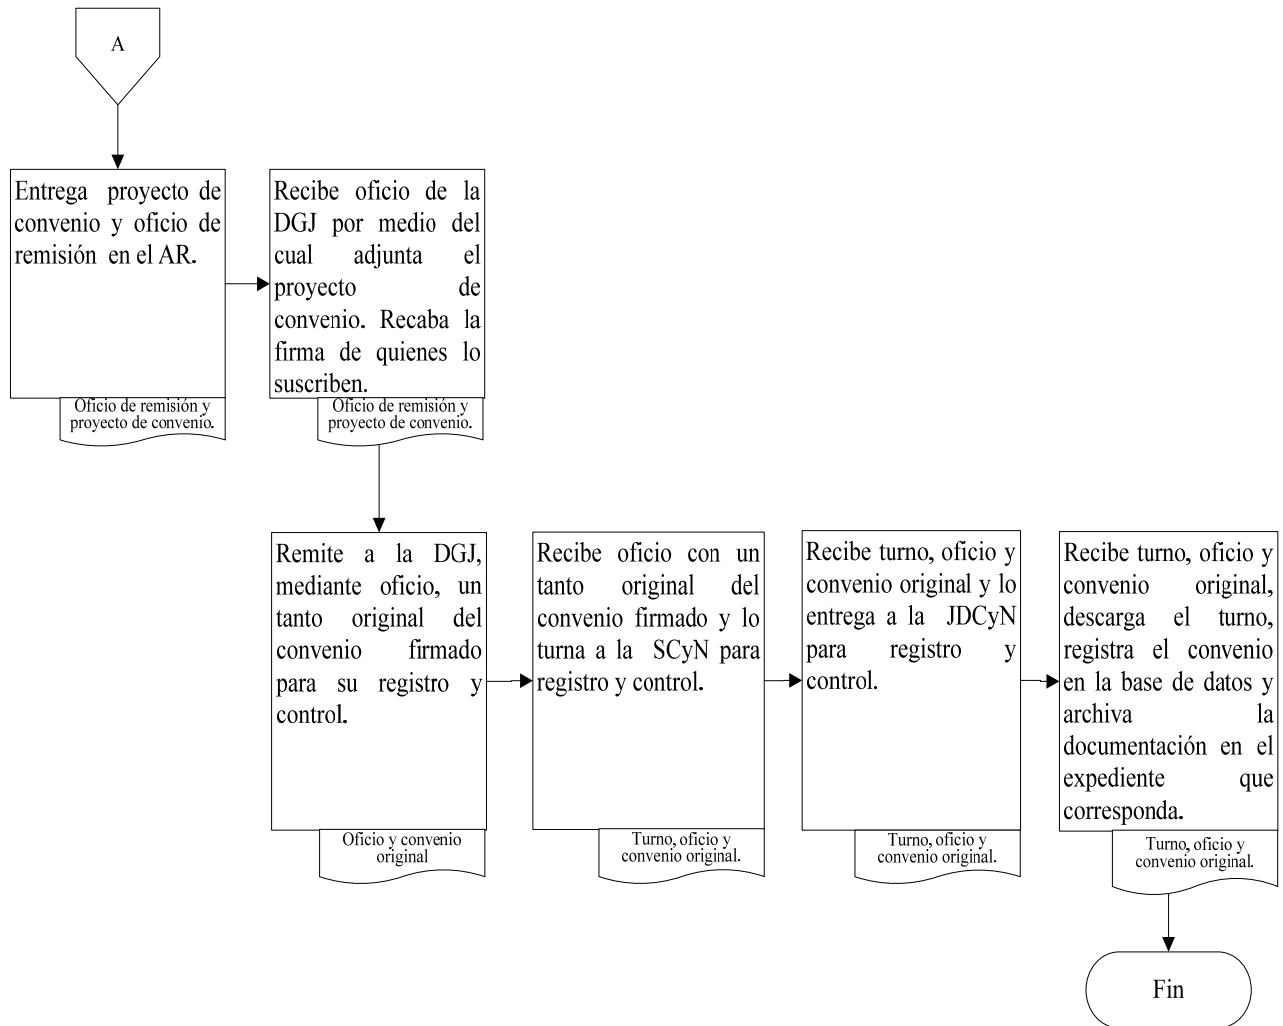 A
Entrega proyecto de
convenio y oficio de
remisión en el AR.
Oficio de remisión y
proyecto de convenio.
Recibe oficio de la
DGJ por medio del
cual adjunta el
proyecto de
convenio. Recaba la
firma de quienes lo
suscriben.
Oficio de remisión y
proyecto de convenio.
Remite a la DGJ,
mediante oficio, un
tanto original del
convenio firmado
para su registro y
control.
Oficio y convenio
original
Recibe oficio con un
tanto original del
convenio firmado y lo
turna a la SCyN para
registro y control.
Turno, oficio y
convenio original.
Recibe turno, oficio y
convenio original y lo
entrega a la JDCyN
para registro y
control.
Turno, oficio y
convenio original.
Recibe turno, oficio y
convenio original,
descarga el turno,
registra el convenio
en la base de datos y
archiva la
documentación en el
expediente que
corresponda.
Turno, oficio y
convenio original.
Fin